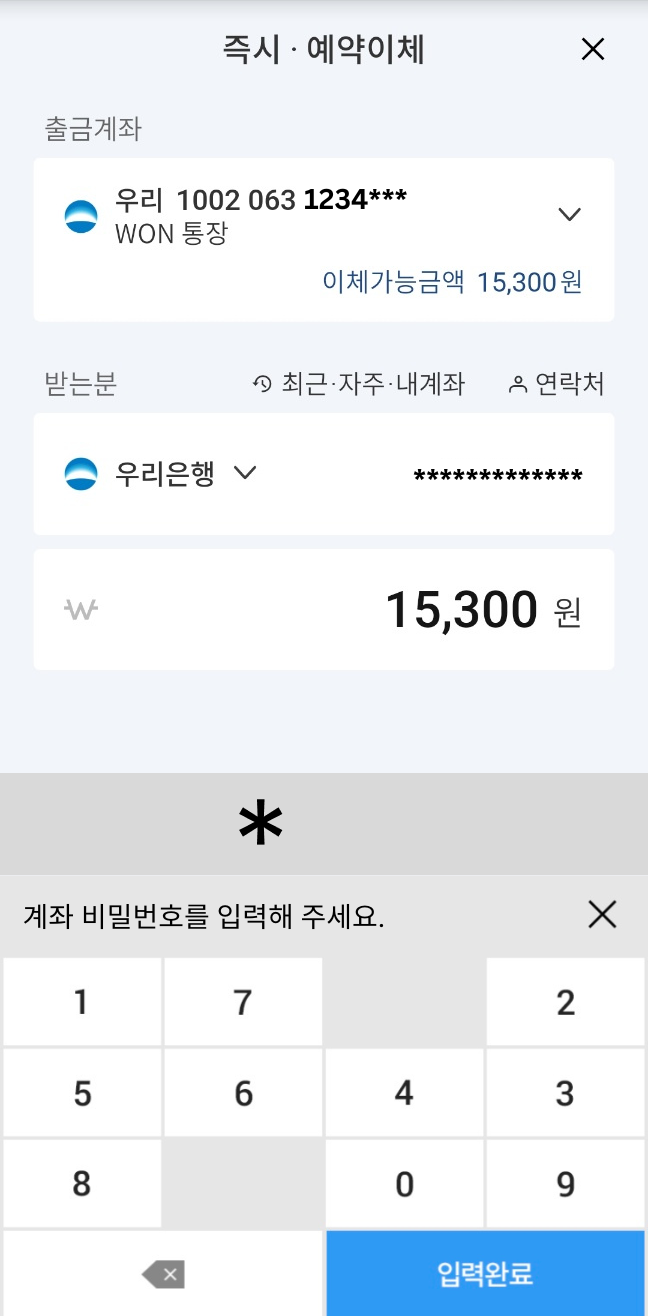 즉시 · 예약이체
출금계좌
우리 1002 063 1234***
WON 통장
이체가능금액 15,300원
받는분 최근·자주·내계좌 연락처
우리은행 *************
₩ 15,300 원
*
계좌 비밀번호를 입력해 주세요.
1 7 2
5 6 4 3
8 0 9
입력완료